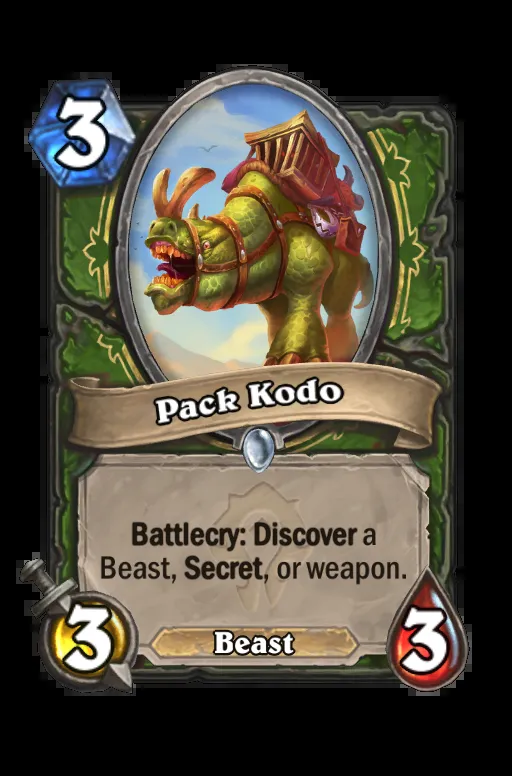 3
Pack Kodo
Battlecry: Discover a
Beast, Secret, or weapon.
3
Beast
3